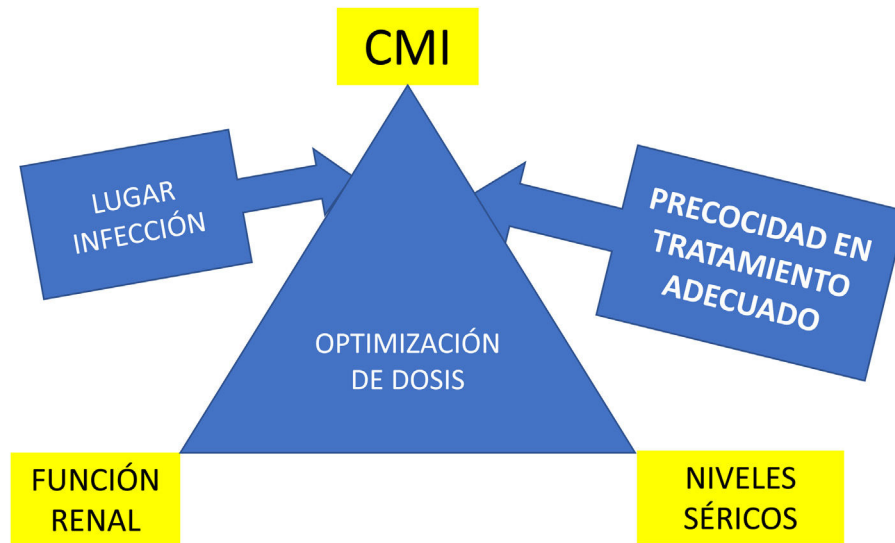 CMI
LUGAR
INFECCIÓN
PRECOCIDAD EN
TRATAMIENTO
ADECUADO
OPTIMIZACIÓN
DE DOSIS
FUNCIÓN
RENAL
NIVELES
SÉRICOS